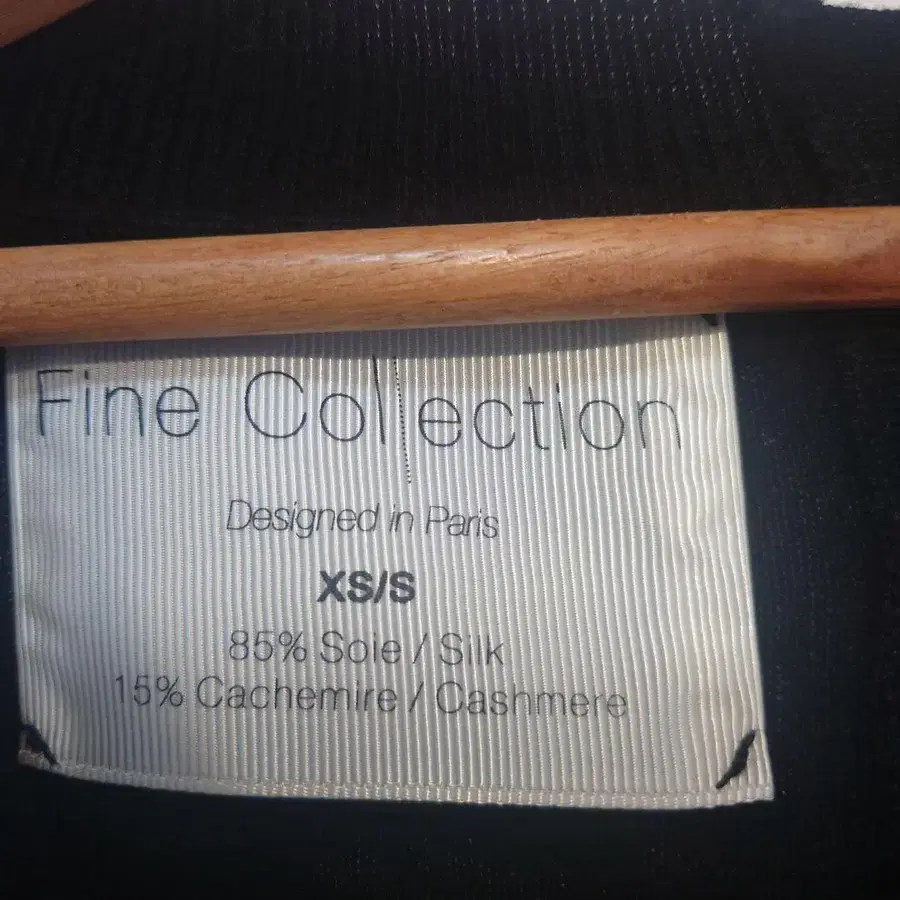 Fine Collection
Designed in Paris
XS/S
85% Soie / Silk
15% Cachemire / Cashmere